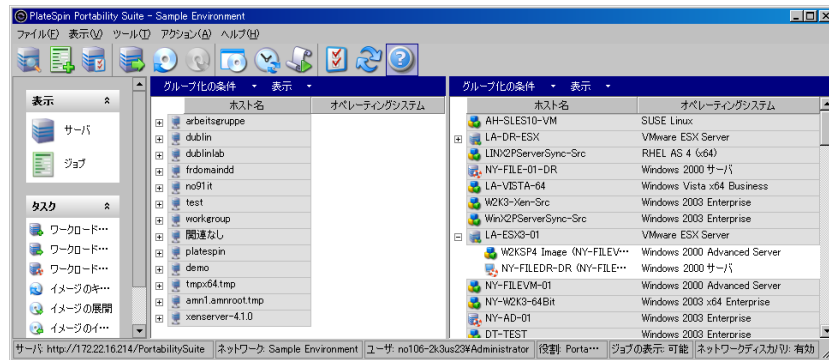 PlateSpin Portability Suite - Sample Environment
ファイル(F) 表示(V) ツール(T) アクション(A) ヘルプ(H)
表示
サーバ
ジョブ
タスク
ワークロード…
ワークロード…
ワークロード…
イメージのキ…
イメージの展開
イメージのイ…
グループ化の条件 表示
ホスト名 オペレーティングシステム
arbeitsgruppe
dublin
dublinlab
frdomaindd
no91it
test
workgroup
関連なし
platespin
demo
tmpx64.tmp
amn1.amnroot.tmp
xenserver-4.1.0
グループ化の条件 表示
ホスト名 オペレーティングシステム
AH-SLES10-VM SUSE Linux
LA-DR-ESX VMware ESX Server
LINX2PServerSync-Src RHEL AS 4 (x64)
NY-FILE-01-DR Windows 2000 サーバ
LA-VISTA-64 Windows Vista x64 Business
W2K3-Xen-Src Windows 2003 Enterprise
WinX2PServerSync-Src Windows 2003 Enterprise
LA-ESX3-01 VMware ESX Server
W2KSP4 Image (NY-FILEV… Windows 2000 Advanced Server
NY-FILEDR-DR (NY-FILE… Windows 2000 サーバ
NY-FILEVM-01 Windows 2000 Advanced Server
NY-W2K3-64Bit Windows 2003 x64 Enterprise
NY-AD-01 Windows 2003 Enterprise
DT-TEST Windows 2003 Enterprise
サーバ: http://172.22.16.214/PortabilitySuite ネットワーク: Sample Environment ユーザ: no106-2k3us23¥Administrator 役割: Porta… ジョブの表示: 可能 ネットワークディスカバリ: 有効